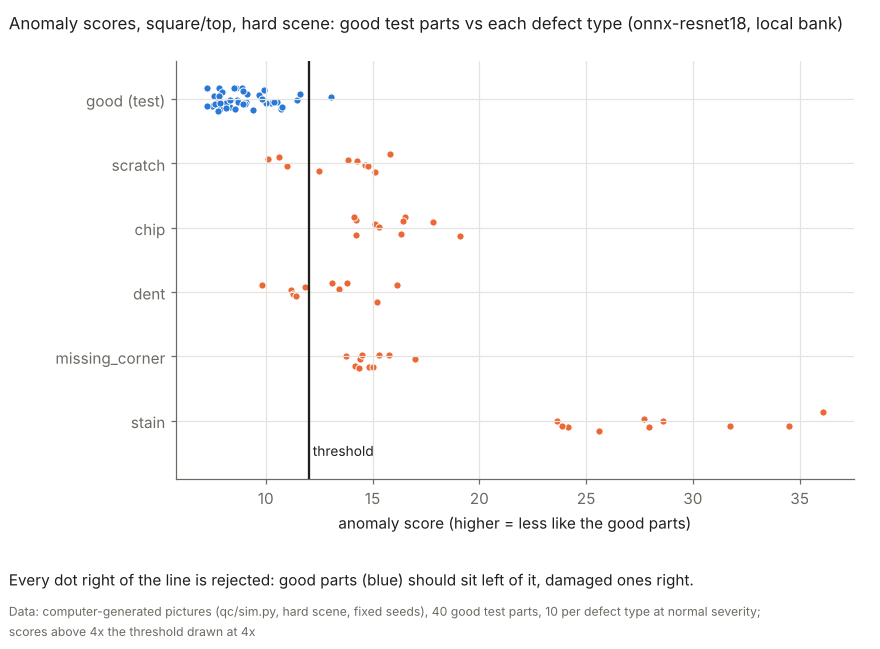 Anomaly scores, square/top, hard scene: good test parts vs each defect type (onnx-resnet18, local bank)
good (test)
scratch
chip
dent
missing_corner
stain
threshold
10 15 20 25 30 35
anomaly score (higher = less like the good parts)
Every dot right of the line is rejected: good parts (blue) should sit left of it, damaged ones right.
Data: computer-generated pictures (qc/sim.py, hard scene, fixed seeds), 40 good test parts, 10 per defect type at normal severity;
scores above 4x the threshold drawn at 4x